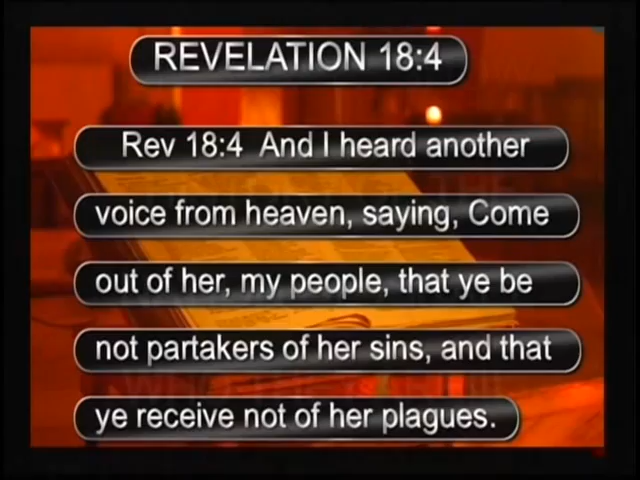 REVELATION 18:4
Rev 18:4 And I heard another
voice from heaven, saying, Come
out of her, my people, that ye be
not partakers of her sins, and that
ye receive not of her plagues.